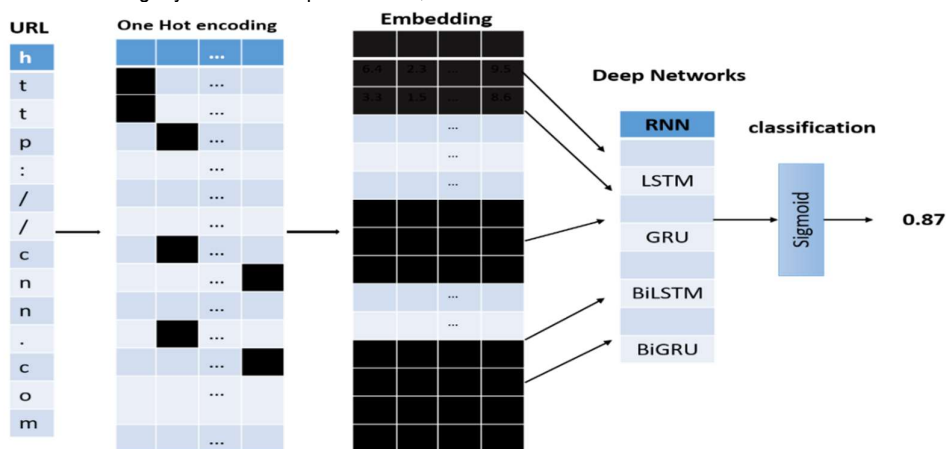 URL
h
t
t
p
:
/
/
c
n
n
.
c
o
m
One Hot encoding
...
...
...
...
...
...
...
...
...
...
...
...
...
Embedding
6.4 2.3 ... 9.5
3.3 1.5 ... 8.6
...
...
...
...
...
Deep Networks
RNN
LSTM
GRU
BiLSTM
BiGRU
classification
Sigmoid
0.87